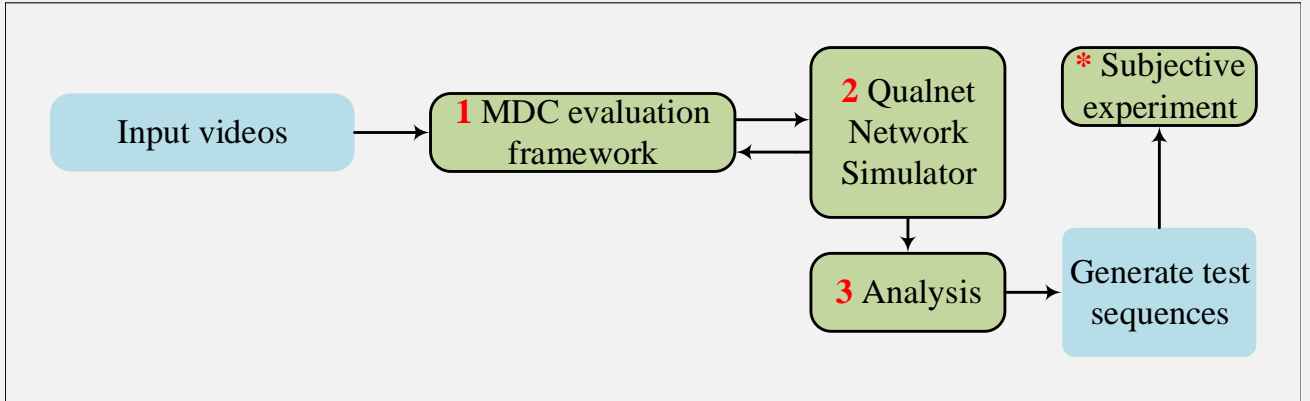 Input videos
1 MDC evaluation
framework
2 Qualnet
Network
Simulator
3 Analysis
Generate test
sequences
* Subjective
experiment